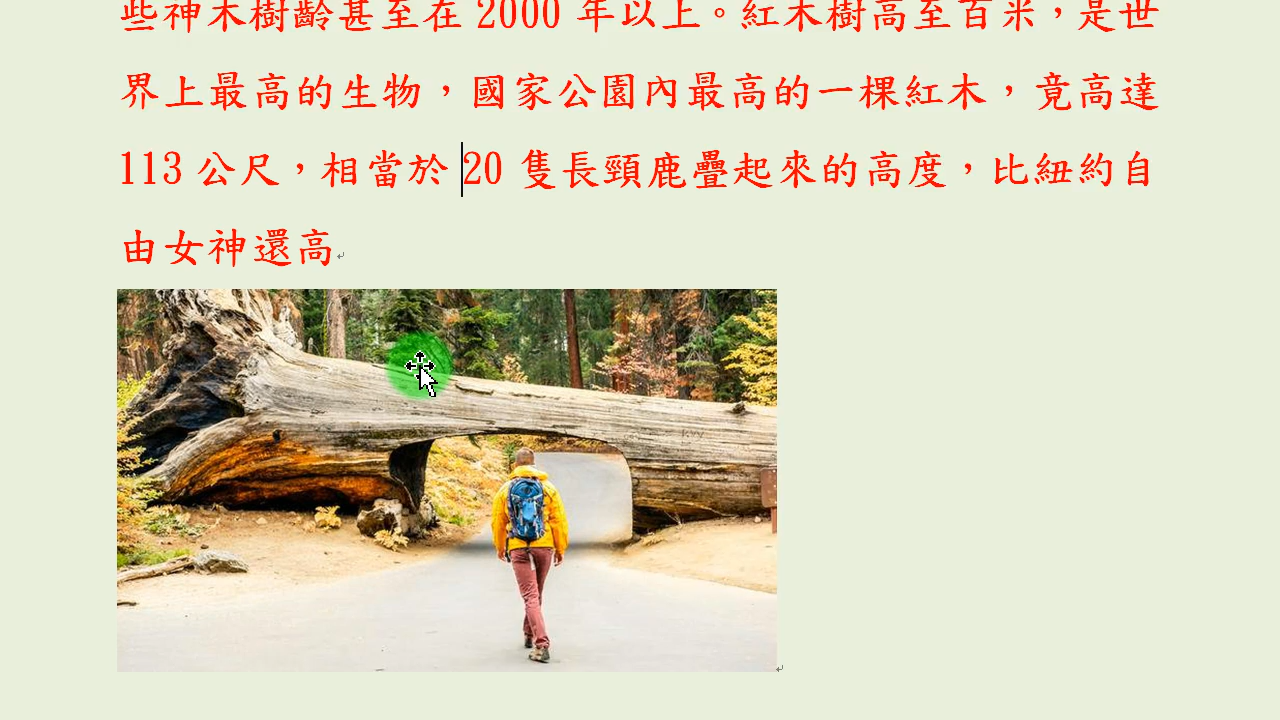 些神木樹齡甚至在 2000 年以上。紅木樹高至百米，是世
界上最高的生物，國家公園內最高的一棵紅木，竟高達
113 公尺，相當於 20 隻長頸鹿疊起來的高度，比紐約自
由女神還高